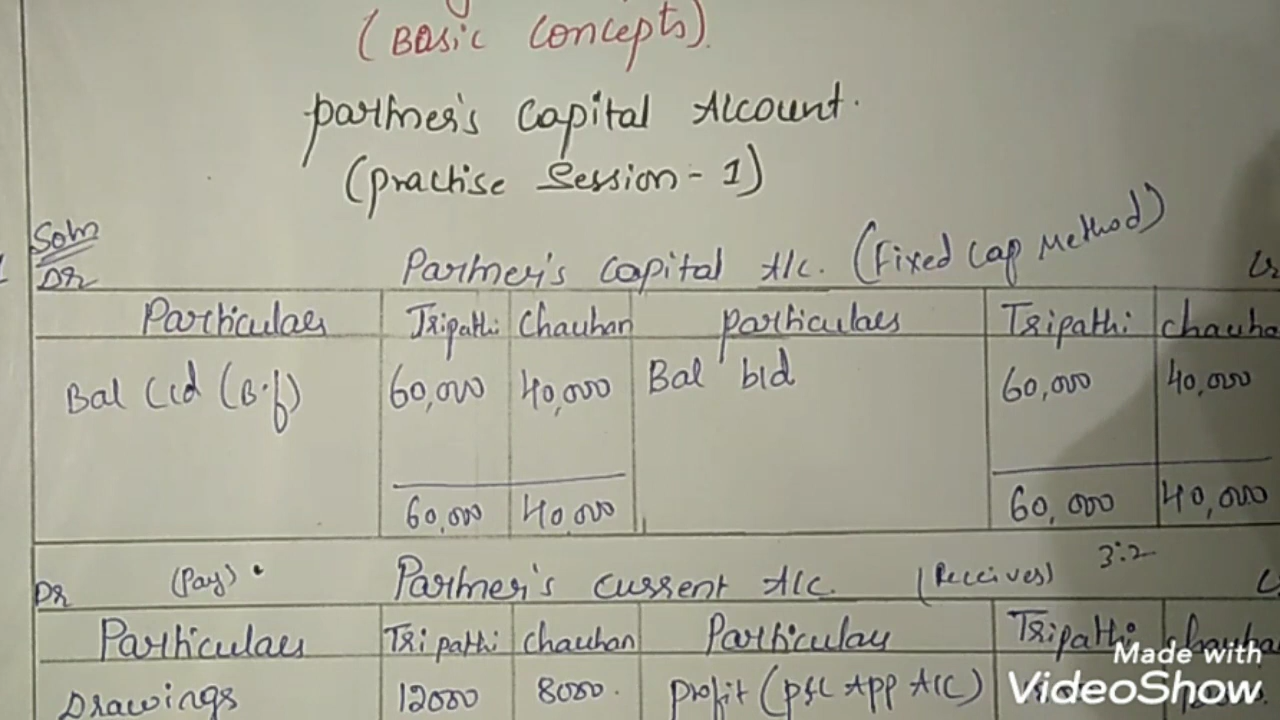 (Basic Concepts)
Partner's Capital Account.
(Practise Session - 1)
Soln
Dr Partner's Capital A/c. (Fixed Cap Method)
Particulars Tripathi Chauhan Particulars Tripathi Chauha
Bal c/d (B.f) 60,000 40,000 Bal b/d 60,000 40,000
60,000 40,000 60,000 40,000
Dr (Pay) Partner's Current A/c. (Receives) 3:2
Particulars Tripathi Chauhan Particulars Tripathi Chauha
Drawings 12000 8000. Profit (P&L App A/c)
Made with
VideoShow